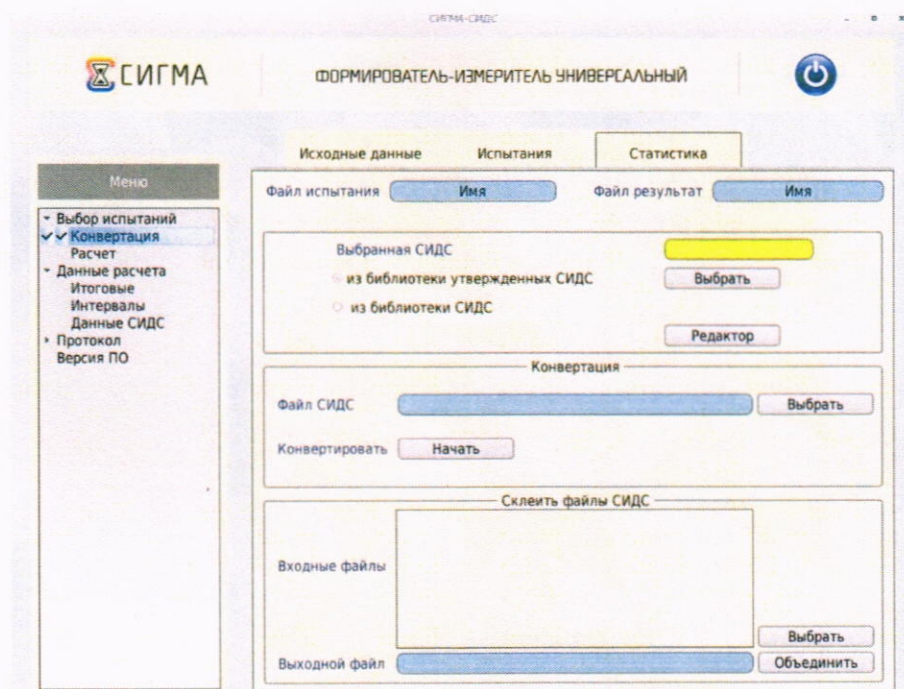 СИГМА-СИДС
СИГМА
ФОРМИРОВАТЕЛЬ-ИЗМЕРИТЕЛЬ УНИВЕРСАЛЬНЫЙ
Исходные данные
Испытания
Статистика
Меню
Выбор испытаний
Конвертация
Расчет
Данные расчета
Итоговые
Интервалы
Данные СИДС
Протокол
Версия ПО
Файл испытания
Имя
Файл результат
Имя
Выбранная СИДС
из библиотеки утвержденных СИДС
Выбрать
из библиотеки СИДС
Редактор
Конвертация
Файл СИДС
Выбрать
Конвертировать
Начать
Склеить файлы СИДС
Входные файлы
Выбрать
Выходной файл
Объединить